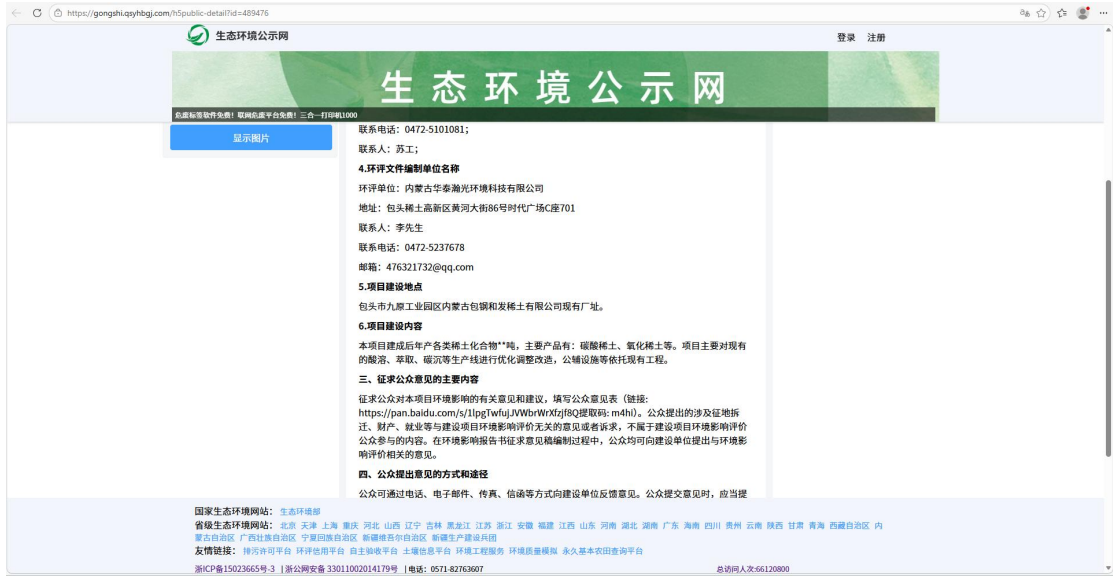 https://gongshi.qsyhbgj.com/h5public-detail?id=489476
生态环境公示网
登录 注册
生态环境公示网
危废标签软件免费！联网危废平台免费！三合一打印机1000
显示图片
联系电话：0472-5101081；
联系人：苏工；
4.环评文件编制单位名称
环评单位：内蒙古华泰瀚光环境科技有限公司
地址：包头稀土高新区黄河大街86号时代广场C座701
联系人：李先生
联系电话：0472-5237678
邮箱：476321732@qq.com
5.项目建设地点
包头市九原工业园区内蒙古包钢和发稀土有限公司现有厂址。
6.项目建设内容
本项目建成后年产各类稀土化合物**吨，主要产品有：碳酸稀土、氧化稀土等。项目主要对现有
的酸溶、萃取、碳沉等生产线进行优化调整改造，公辅设施等依托现有工程。
三、征求公众意见的主要内容
征求公众对本项目环境影响的有关意见和建议，填写公众意见表（链接:
https://pan.baidu.com/s/1lpgTwfujJVWbrWrXfzjf8Q提取码: m4hi）。公众提出的涉及征地拆
迁、财产、就业等与建设项目环境影响评价无关的意见或者诉求，不属于建设项目环境影响评价
公众参与的内容。在环境影响报告书征求意见稿编制过程中，公众均可向建设单位提出与环境影
响评价相关的意见。
四、公众提出意见的方式和途径
公众可通过电话、电子邮件、传真、信函等方式向建设单位反馈意见。公众提交意见时，应当提
国家生态环境网站： 生态环境部
省级生态环境网站： 北京 天津 上海 重庆 河北 山西 辽宁 吉林 黑龙江 江苏 浙江 安徽 福建 江西 山东 河南 湖北 湖南 广东 海南 四川 贵州 云南 陕西 甘肃 青海 西藏自治区 内
蒙古自治区 广西壮族自治区 宁夏回族自治区 新疆维吾尔自治区 新疆生产建设兵团
友情链接： 排污许可平台 环评信用平台 自主验收平台 土壤信息平台 环境工程服务 环境质量模拟 永久基本农田查询平台
浙ICP备15023665号-3 |浙公网安备 33011002014179号 |电话：0571-82763607
总访问人次:66120800